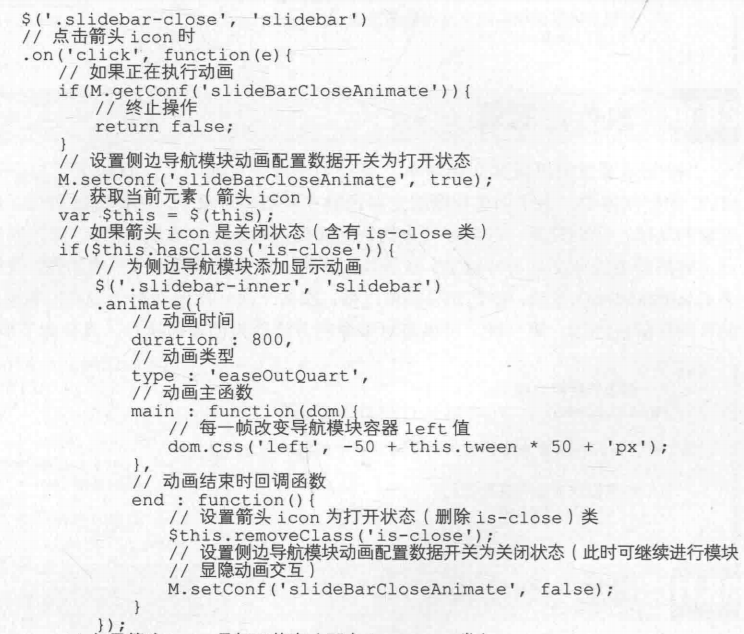 $('.slidebar-close', 'slidebar')
// 点击箭头 icon 时
.on('click', function(e){
// 如果正在执行动画
if(M.getConf('slideBarCloseAnimate')){
// 终止操作
return false;
}
// 设置侧边导航模块动画配置数据开关为打开状态
M.setConf('slideBarCloseAnimate', true);
// 获取当前元素（箭头 icon）
var $this = $(this);
// 如果箭头 icon 是关闭状态（含有 is-close 类）
if($this.hasClass('is-close')){
// 为侧边导航模块添加显示动画
$('.slidebar-inner', 'slidebar')
.animate({
// 动画时间
duration : 800,
// 动画类型
type : 'easeOutQuart',
// 动画主函数
main : function(dom){
// 每一帧改变导航模块容器 left 值
dom.css('left', -50 + this.tween * 50 + 'px');
},
// 动画结束时回调函数
end : function(){
// 设置箭头 icon 为打开状态（删除 is-close）类
$this.removeClass('is-close');
// 设置侧边导航模块动画配置数据开关为关闭状态（此时可继续进行模块
// 显隐动画交互）
M.setConf('slideBarCloseAnimate', false);
}
});